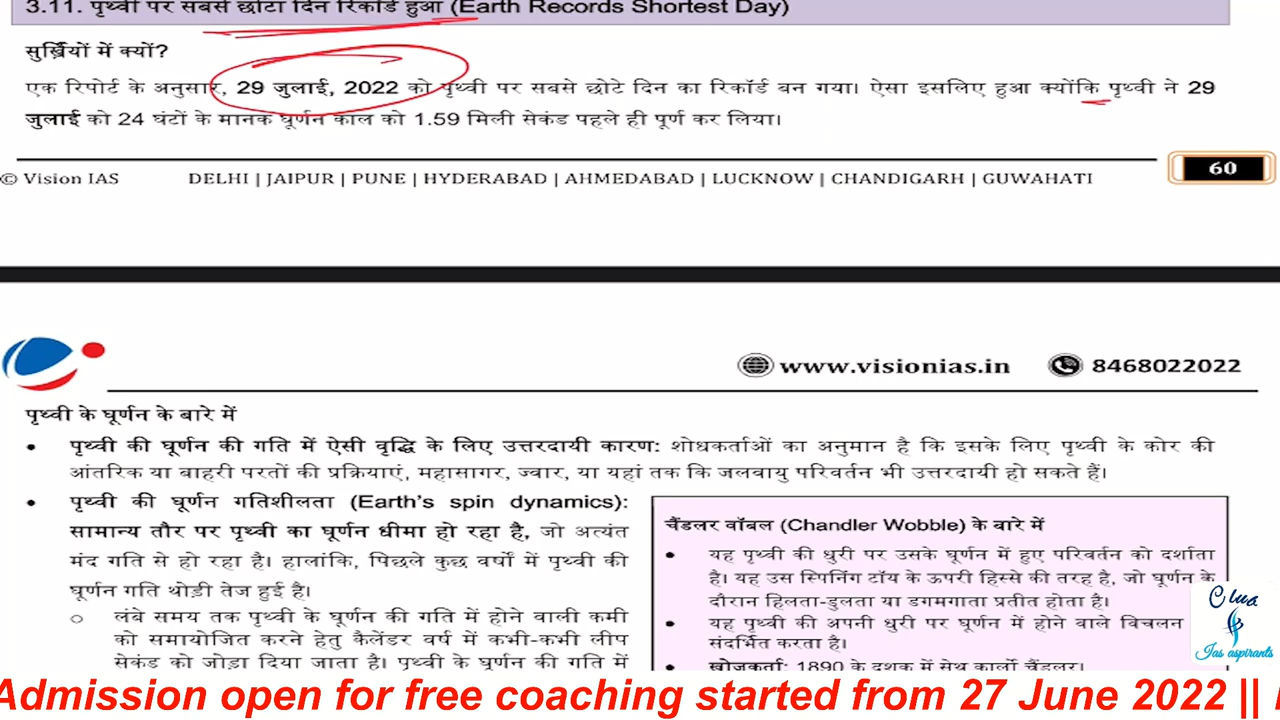 3.11. पृथ्वी पर सबसे छोटा दिन रिकॉर्ड हुआ (Earth Records Shortest Day)
सुर्ख़ियों में क्यों?
एक रिपोर्ट के अनुसार, 29 जुलाई, 2022 को पृथ्वी पर सबसे छोटे दिन का रिकॉर्ड बन गया। ऐसा इसलिए हुआ क्योंकि पृथ्वी ने 29
जुलाई को 24 घंटों के मानक घूर्णन काल को 1.59 मिली सेकंड पहले ही पूर्ण कर लिया।
© Vision IAS DELHI | JAIPUR | PUNE | HYDERABAD | AHMEDABAD | LUCKNOW | CHANDIGARH | GUWAHATI 60
www.visionias.in 8468022022
पृथ्वी के घूर्णन के बारे में
• पृथ्वी की घूर्णन की गति में ऐसी वृद्धि के लिए उत्तरदायी कारण: शोधकर्ताओं का अनुमान है कि इसके लिए पृथ्वी के कोर की
आंतरिक या बाहरी परतों की प्रक्रियाएं, महासागर, ज्वार, या यहां तक कि जलवायु परिवर्तन भी उत्तरदायी हो सकते हैं।
• पृथ्वी की घूर्णन गतिशीलता (Earth's spin dynamics):
सामान्य तौर पर पृथ्वी का घूर्णन धीमा हो रहा है, जो अत्यंत
मंद गति से हो रहा है। हालांकि, पिछले कुछ वर्षों में पृथ्वी की
घूर्णन गति थोड़ी तेज हुई है।
○ लंबे समय तक पृथ्वी के घूर्णन की गति में होने वाली कमी
को समायोजित करने हेतु कैलेंडर वर्ष में कभी-कभी लीप
सेकंड को जोड़ा दिया जाता है। पृथ्वी के घूर्णन की गति में
चैंडलर वॉबल (Chandler Wobble) के बारे में
• यह पृथ्वी की धुरी पर उसके घूर्णन में हुए परिवर्तन को दर्शाता
है। यह उस स्पिनिंग टॉय के ऊपरी हिस्से की तरह है, जो घूर्णन के
दौरान हिलता-डुलता या डगमगाता प्रतीत होता है।
• यह पृथ्वी की अपनी धुरी पर घूर्णन में होने वाले विचलन
संदर्भित करता है।
• खोजकर्ता: 1890 के दशक में सेथ कार्लो चैंडलर।
Clue
Ias aspirants
Admission open for free coaching started from 27 June 2022 ||